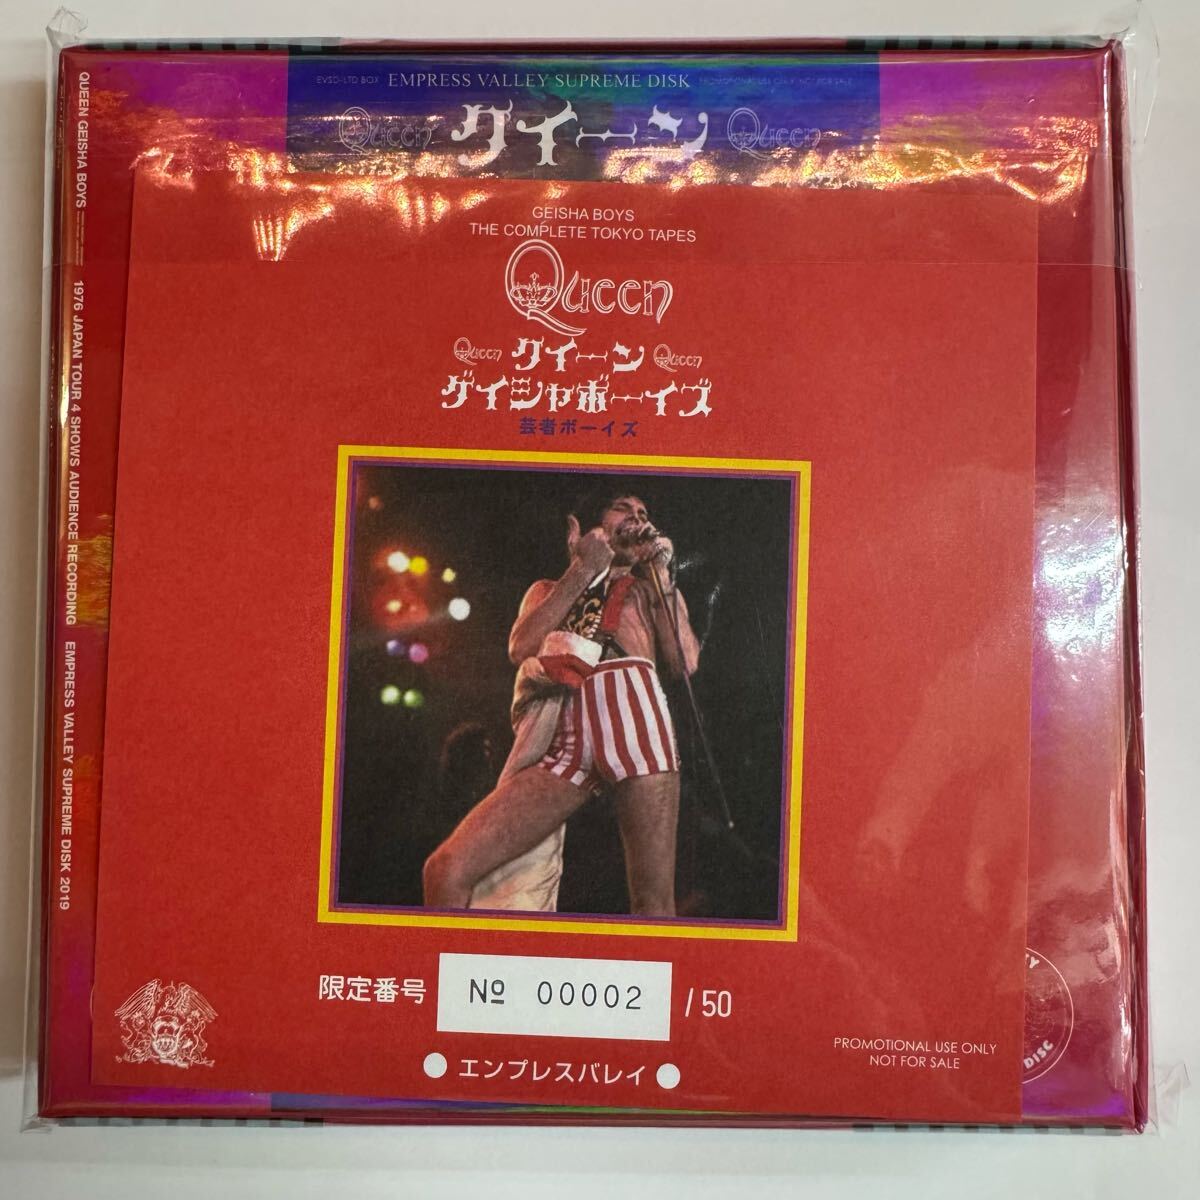 EVSD-LTD BOX EMPRESS VALLEY SUPREME DISK PROMOTIONAL USE ONLY NOT FOR SALE
Queen クイーン Queen
GEISHA BOYS
THE COMPLETE TOKYO TAPES
Queen
Queen クイーン Queen
ゲイシャボーイズ
芸者ボーイズ
限定番号 № 00002 /50
エンプレスバレイ
PROMOTIONAL USE ONLY
NOT FOR SALE
DISC
QUEEN GEISHA BOYS
1976 JAPAN TOUR 4 SHOWS AUDIENCE RECORDING EMPRESS VALLEY SUPREME DISK 2019